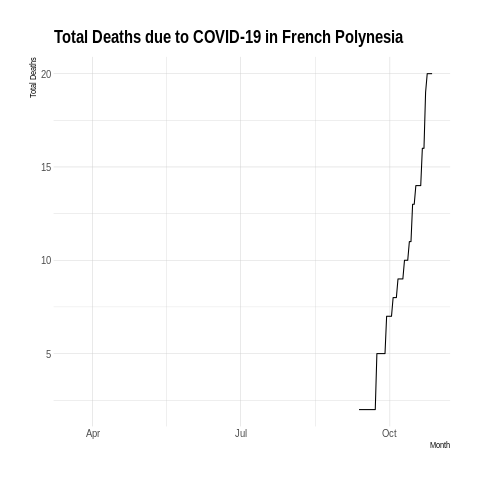 Total Deaths due to COVID-19 in French Polynesia
Total Deaths
20
15
10
5
Apr
Jul
Oct
Month